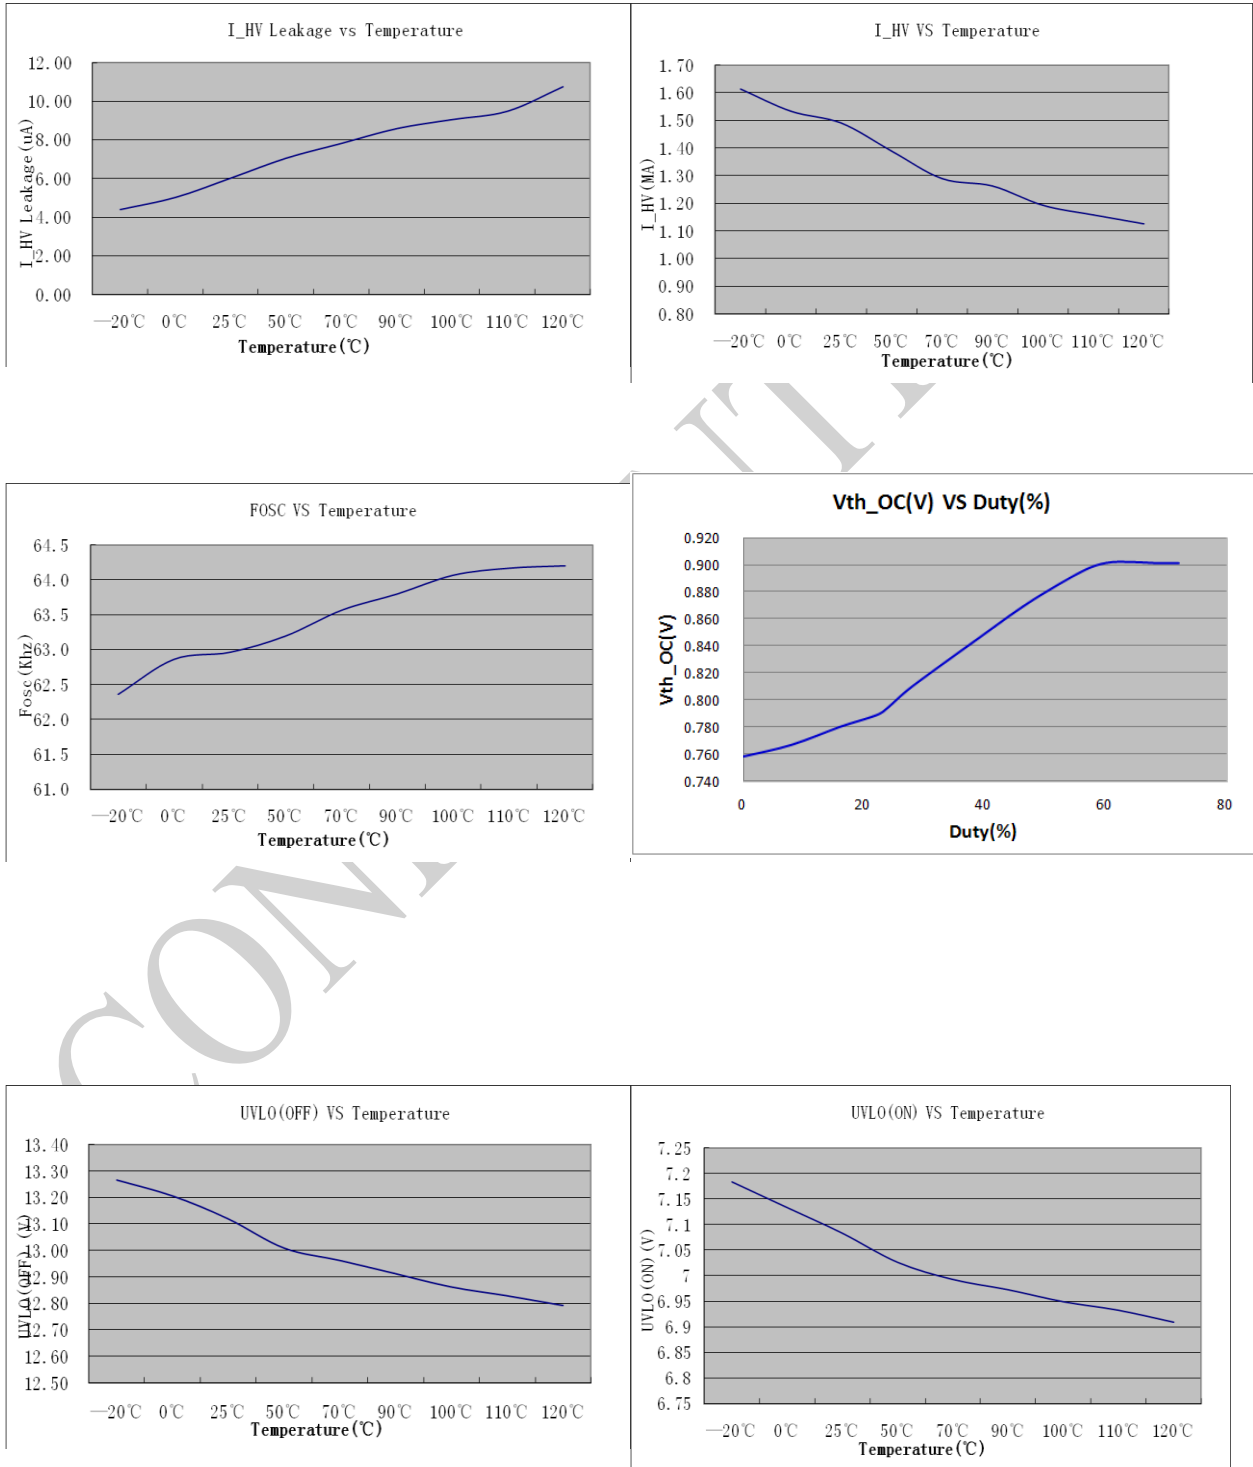 I_HV Leakage vs Temperature
12.00
10.00
8.00
6.00
4.00
2.00
0.00
I_HV Leakage(uA)
—20℃ 0℃ 25℃ 50℃ 70℃ 90℃ 100℃ 110℃ 120℃
Temperature(℃)
I_HV VS Temperature
1.70
1.60
1.50
1.40
1.30
1.20
1.10
1.00
0.90
0.80
I_HV(MA)
—20℃ 0℃ 25℃ 50℃ 70℃ 90℃ 100℃ 110℃ 120℃
Temperature(℃)
FOSC VS Temperature
64.5
64.0
63.5
63.0
62.5
62.0
61.5
61.0
Fosc(Khz)
—20℃ 0℃ 25℃ 50℃ 70℃ 90℃ 100℃ 110℃ 120℃
Temperature(℃)
Vth_OC(V) VS Duty(%)
0.920
0.900
0.880
0.860
0.840
0.820
0.800
0.780
0.760
0.740
Vth_OC(V)
0 20 40 60 80
Duty(%)
UVLO(OFF) VS Temperature
13.40
13.30
13.20
13.10
13.00
12.90
12.80
12.70
12.60
12.50
UVLO(OFF) (V)
—20℃ 0℃ 25℃ 50℃ 70℃ 90℃ 100℃ 110℃ 120℃
Temperature(℃)
UVLO(ON) VS Temperature
7.25
7.2
7.15
7.1
7.05
7
6.95
6.9
6.85
6.8
6.75
UVLO(ON)(V)
—20℃ 0℃ 25℃ 50℃ 70℃ 90℃ 100℃ 110℃ 120℃
Temperature(℃)